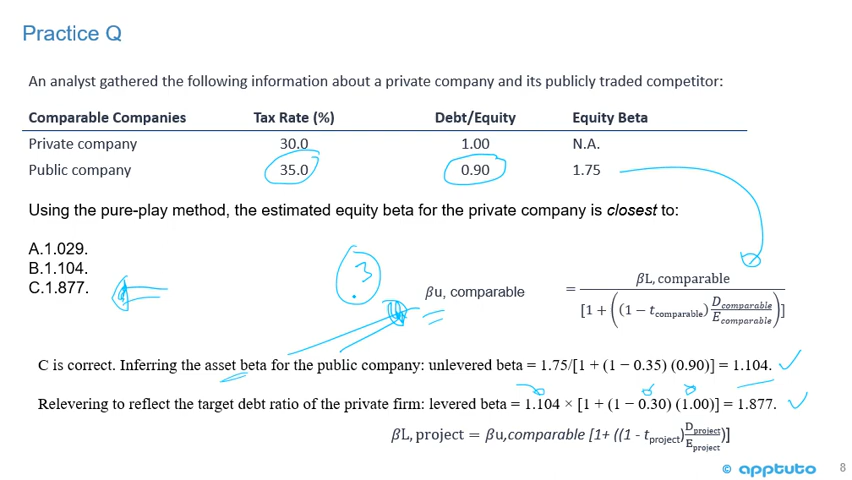 Practice Q
An analyst gathered the following information about a private company and its publicly traded competitor:
Comparable Companies Tax Rate (%) Debt/Equity Equity Beta
Private company 30.0 1.00 N.A.
Public company 35.0 0.90 1.75
Using the pure-play method, the estimated equity beta for the private company is closest to:
A.1.029.
B.1.104.
C.1.877.
3
βu, comparable = βL, comparable / [1 + ((1 − t_comparable) D_comparable / E_comparable)]
C is correct. Inferring the asset beta for the public company: unlevered beta = 1.75/[1 + (1 − 0.35) (0.90)] = 1.104.
Relevering to reflect the target debt ratio of the private firm: levered beta = 1.104 × [1 + (1 − 0.30) (1.00)] = 1.877.
βL, project = βu,comparable [1+ ((1 - t_project) D_project / E_project)]
© apptuto 8